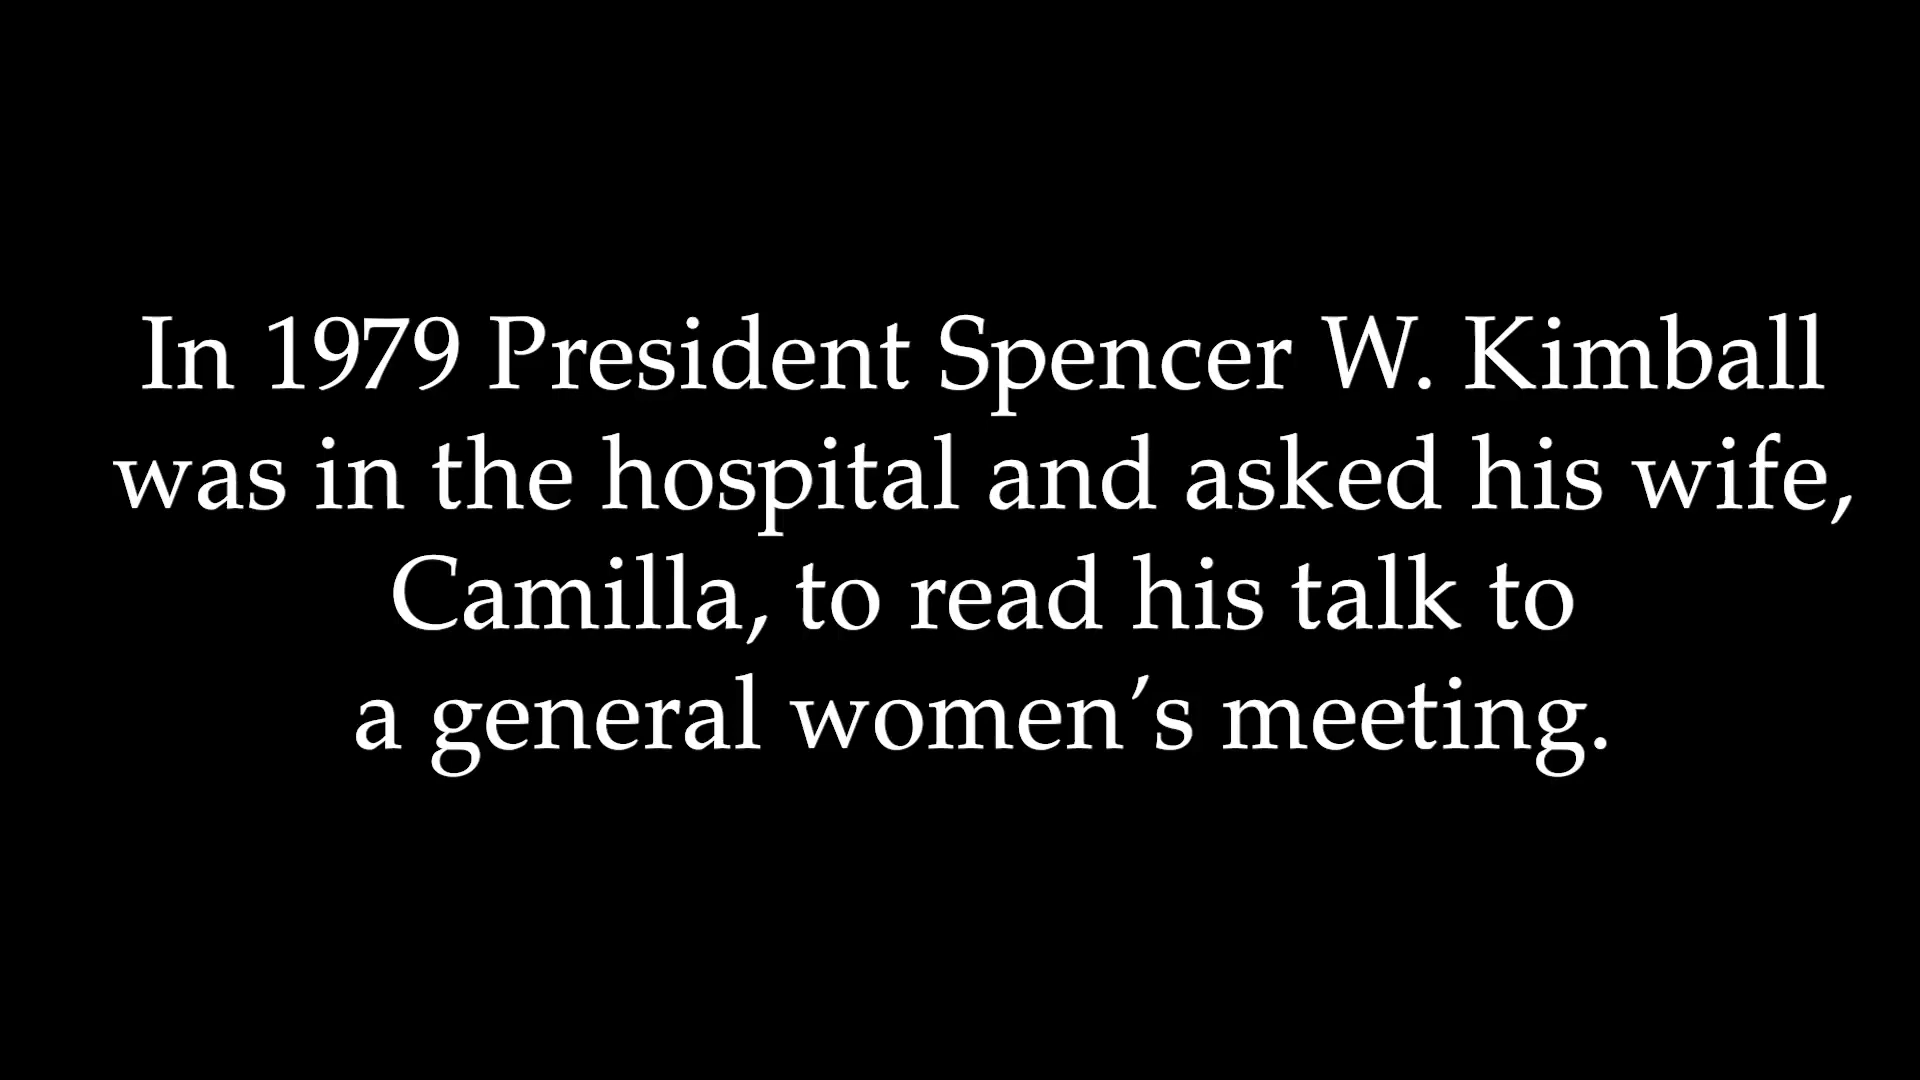 In 1979 President Spencer W. Kimball
was in the hospital and asked his wife,
Camilla, to read his talk to
a general women’s meeting.